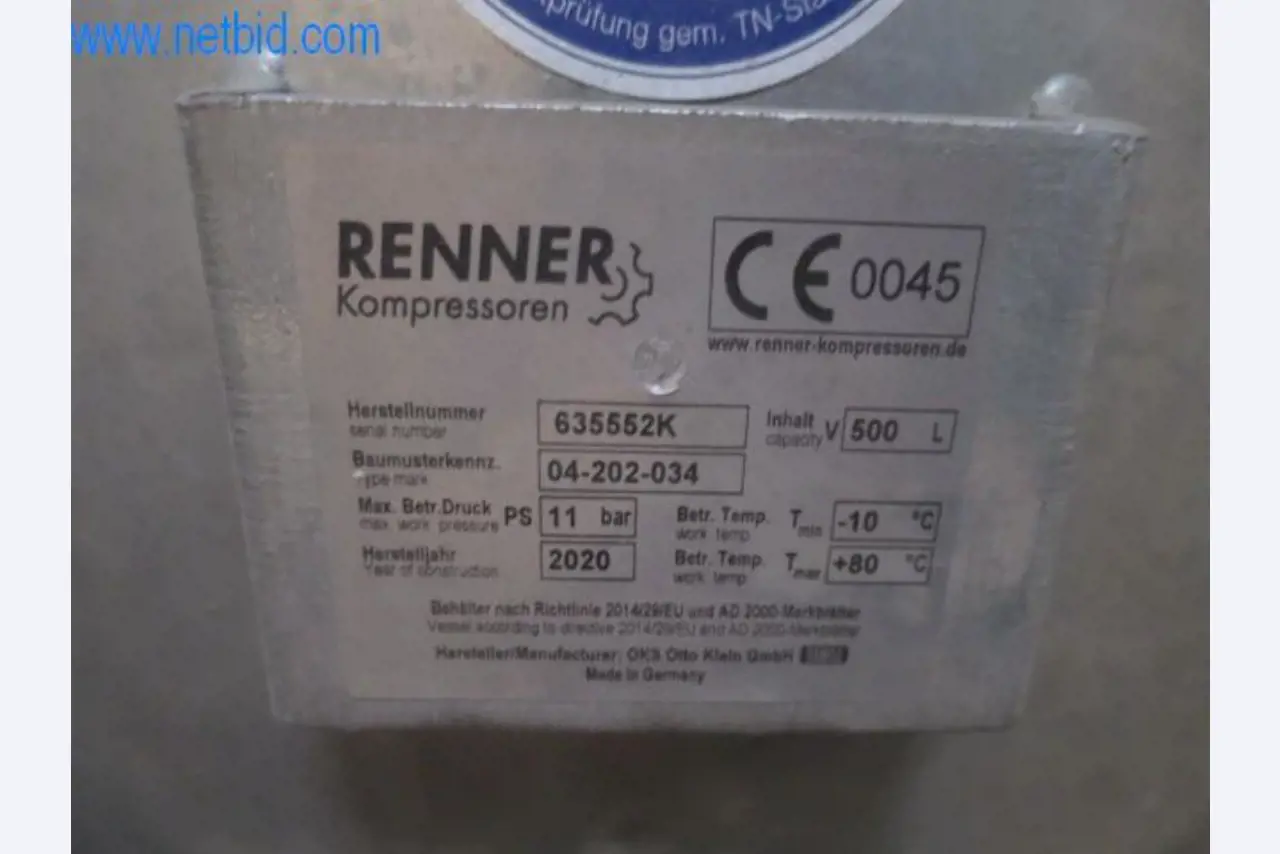 www.netbid.com
prüfung gem. TN-Sta
RENNER
Kompressoren
CE 0045
www.renner-kompressoren.de
Herstellnummer 635552K Inhalt V 500 L
serial number capacity
Baumusterkennz. 04-202-034
type mark
Max. Betr.Druck PS 11 bar Betr. Temp. Tmin -10 °C
max. work pressure work temp
Herstelljahr 2020 Betr. Temp. Tmax +80 °C
Year of construction work temp
Behälter nach Richtlinie 2014/29/EU und AD 2000-Merkblätter
Vessel according to directive 2014/29/EU and AD 2000-Merkblätter
Hersteller/Manufacturer: OKS Otto Klein GmbH
Made in Germany